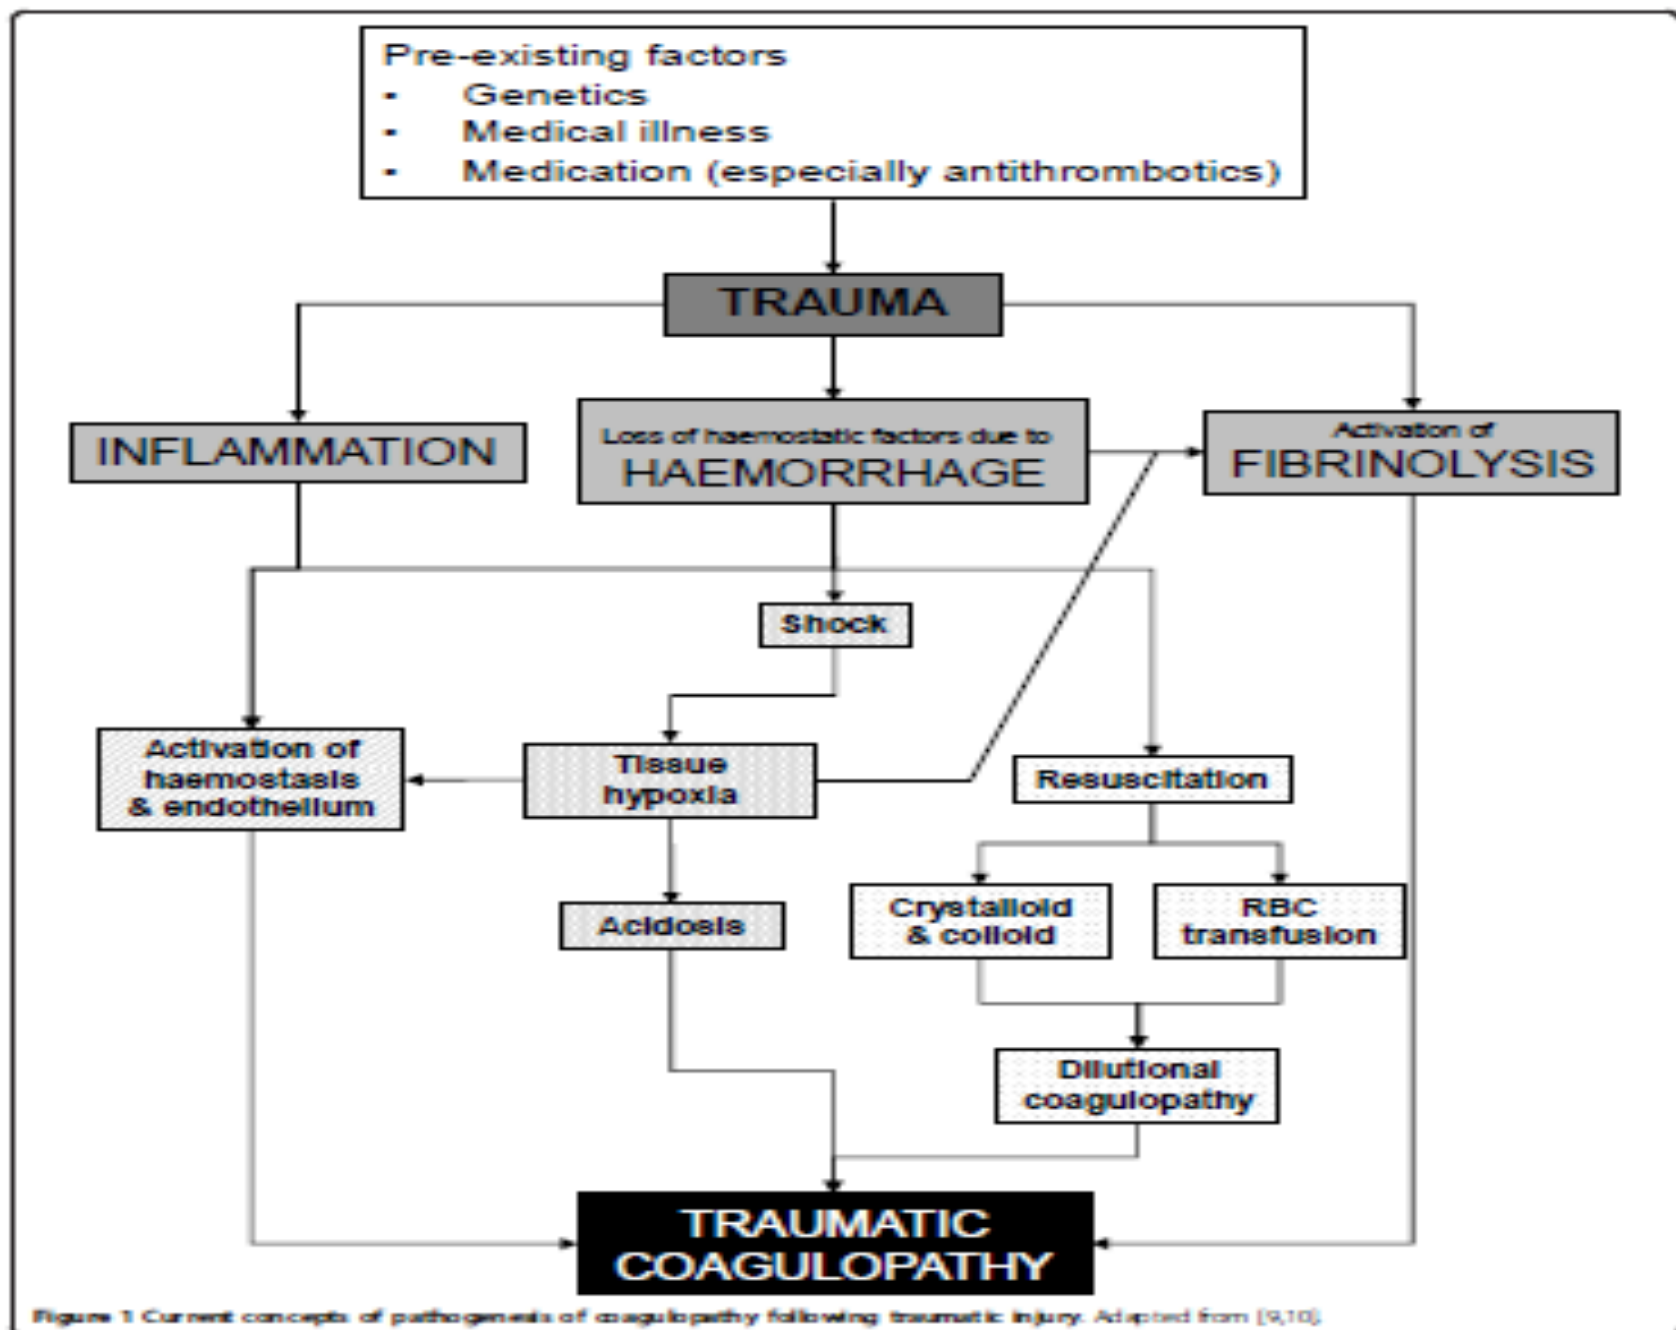 Pre-existing factors
- Genetics
- Medical illness
- Medication (especially antithrombotics)
TRAUMA
INFLAMMATION
Loss of haemostatic factors due to
HAEMORRHAGE
Activation of
FIBRINOLYSIS
Shock
Activation of
haemostasis
& endothelium
Tissue
hypoxia
Resuscitation
Acidosis
Crystalloid
& colloid
RBC
transfusion
Dilutional
coagulopathy
TRAUMATIC
COAGULOPATHY
Figure 1 Current concepts of pathogenesis of coagulopathy following traumatic injury. Adapted from [9,10].